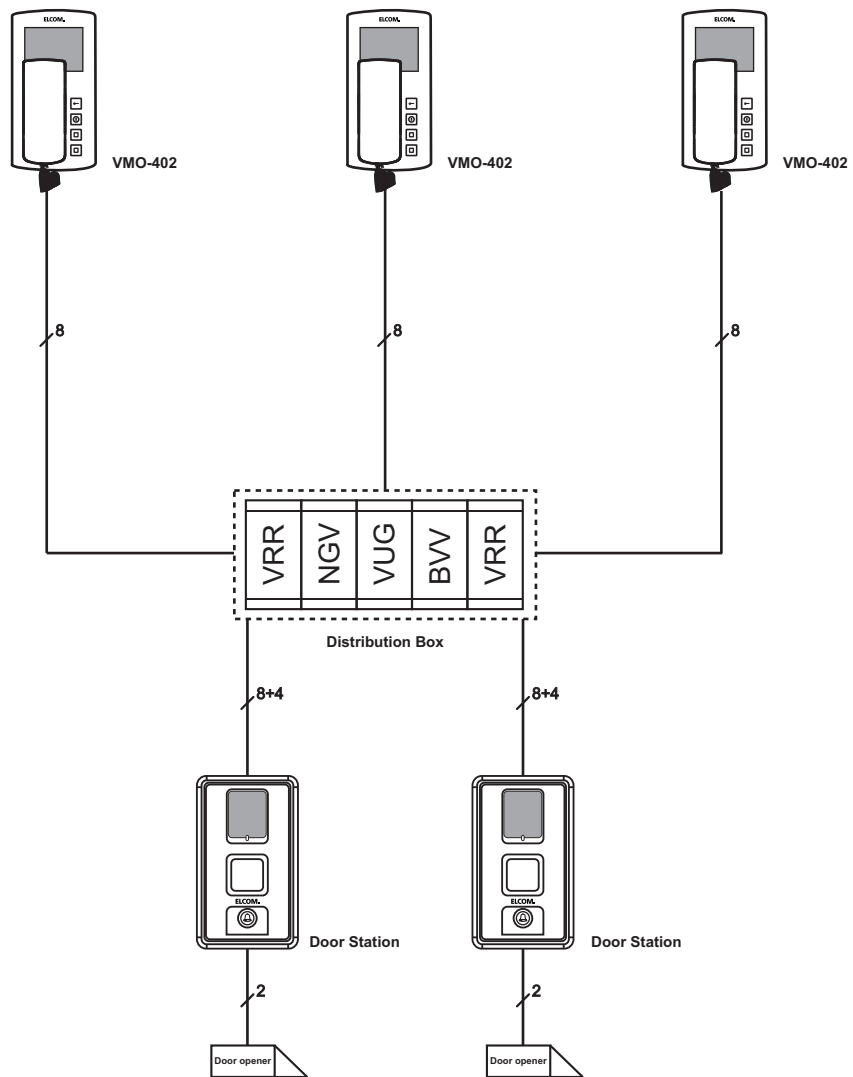 ELCOM.
ELCOM.
ELCOM.
VMO-402
VMO-402
VMO-402
8
8
8
VRR
NGV
VUG
BVV
VRR
Distribution Box
8+4
8+4
ELCOM.
ELCOM.
Door Station
Door Station
2
2
Door opener
Door opener